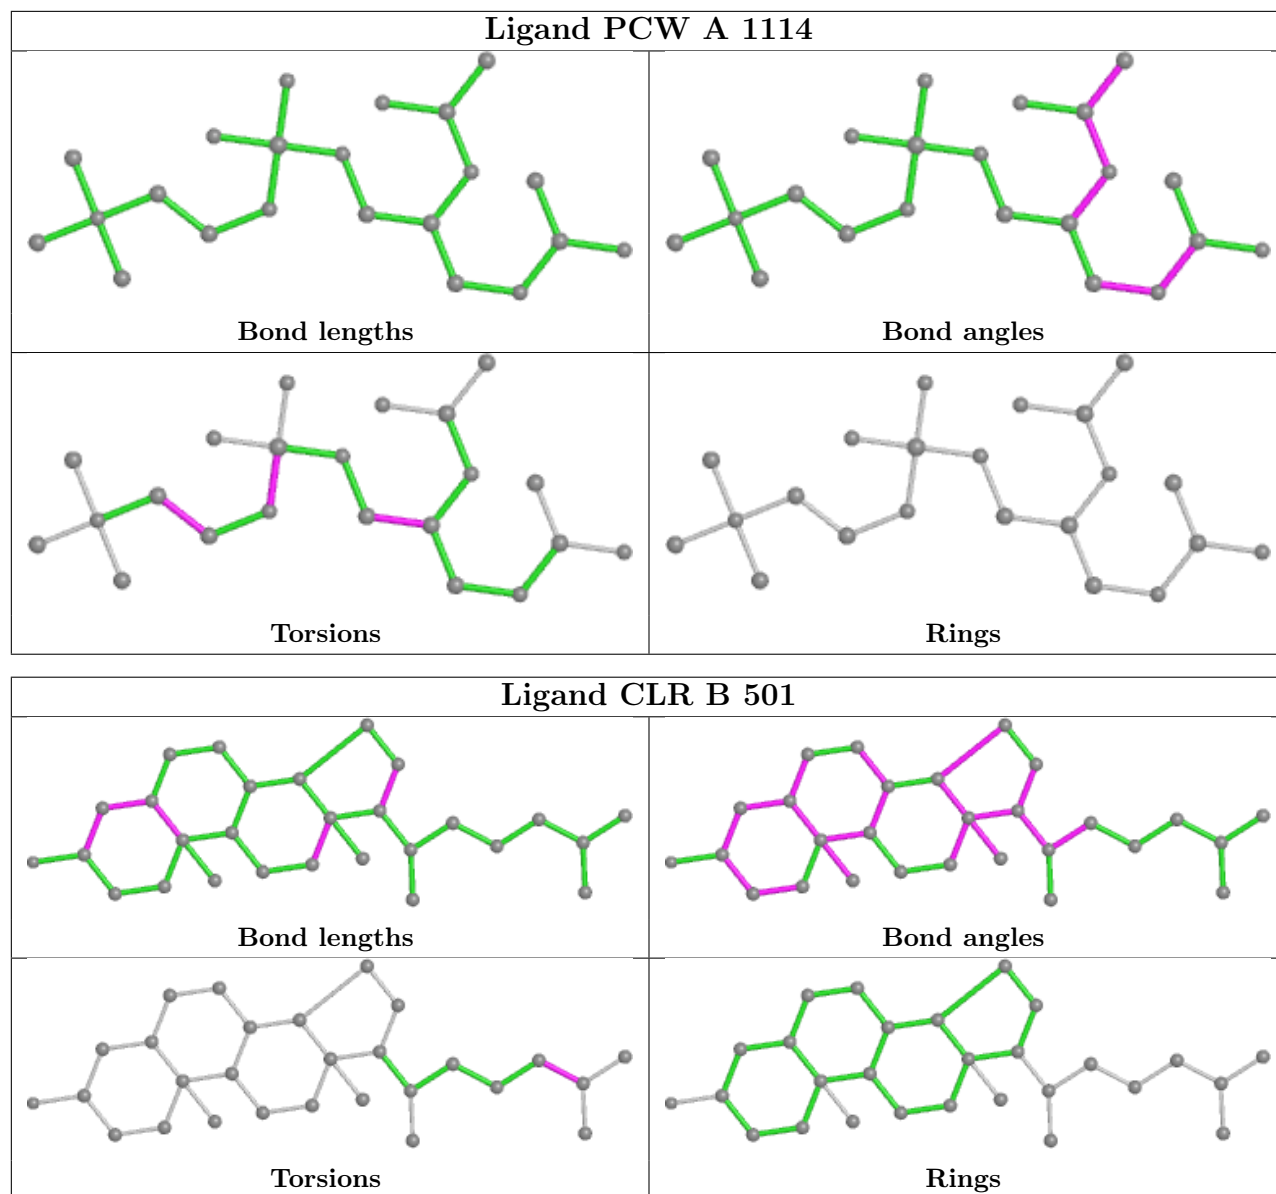 Ligand PCW A 1114
Bond lengths
Bond angles
Torsions
Rings
Ligand CLR B 501
Bond lengths
Bond angles
Torsions
Rings